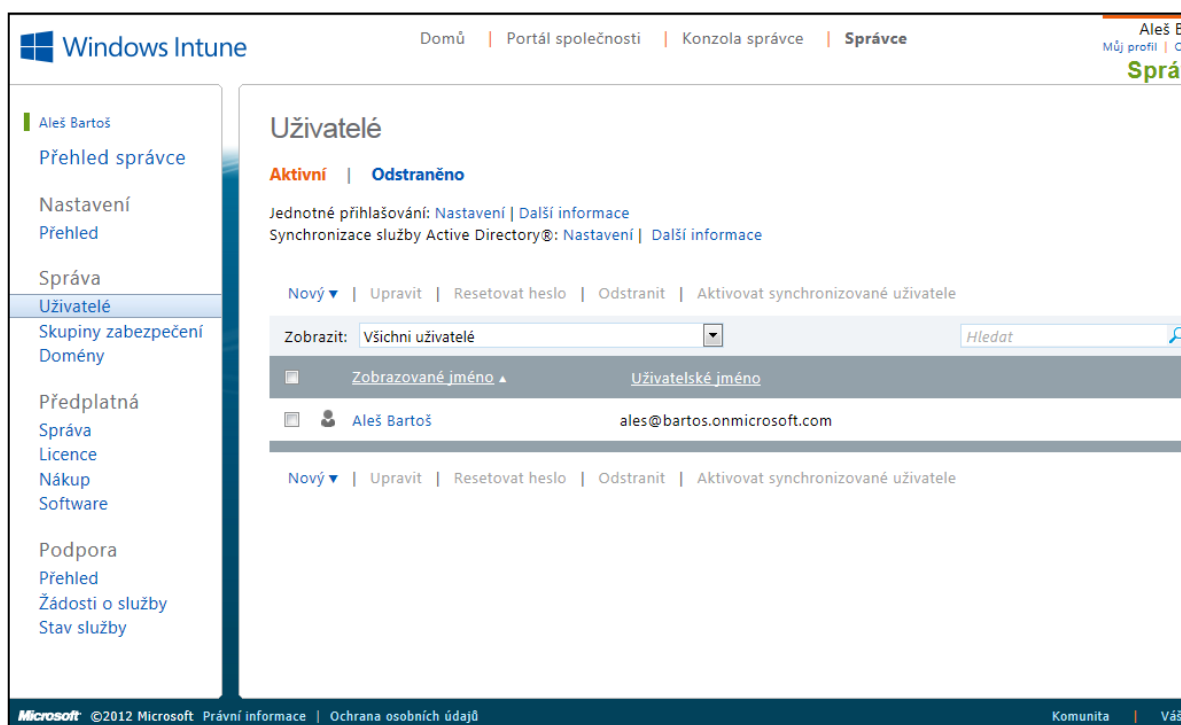 Windows Intune
Domů | Portál společnosti | Konzola správce | Správce
Aleš B
Můj profil | O
Sprá
Aleš Bartoš
Přehled správce
Nastavení
Přehled
Správa
Uživatelé
Skupiny zabezpečení
Domény
Předplatná
Správa
Licence
Nákup
Software
Podpora
Přehled
Žádosti o služby
Stav služby
Uživatelé
Aktivní | Odstraněno
Jednotné přihlašování: Nastavení | Další informace
Synchronizace služby Active Directory®: Nastavení | Další informace
Nový ▾ | Upravit | Resetovat heslo | Odstranit | Aktivovat synchronizované uživatele
Zobrazit: Všichni uživatelé
Hledat
Zobrazované jméno ▴ Uživatelské jméno
Aleš Bartoš ales@bartos.onmicrosoft.com
Nový ▾ | Upravit | Resetovat heslo | Odstranit | Aktivovat synchronizované uživatele
Microsoft ©2012 Microsoft Právní informace | Ochrana osobních údajů
Komunita | Váš